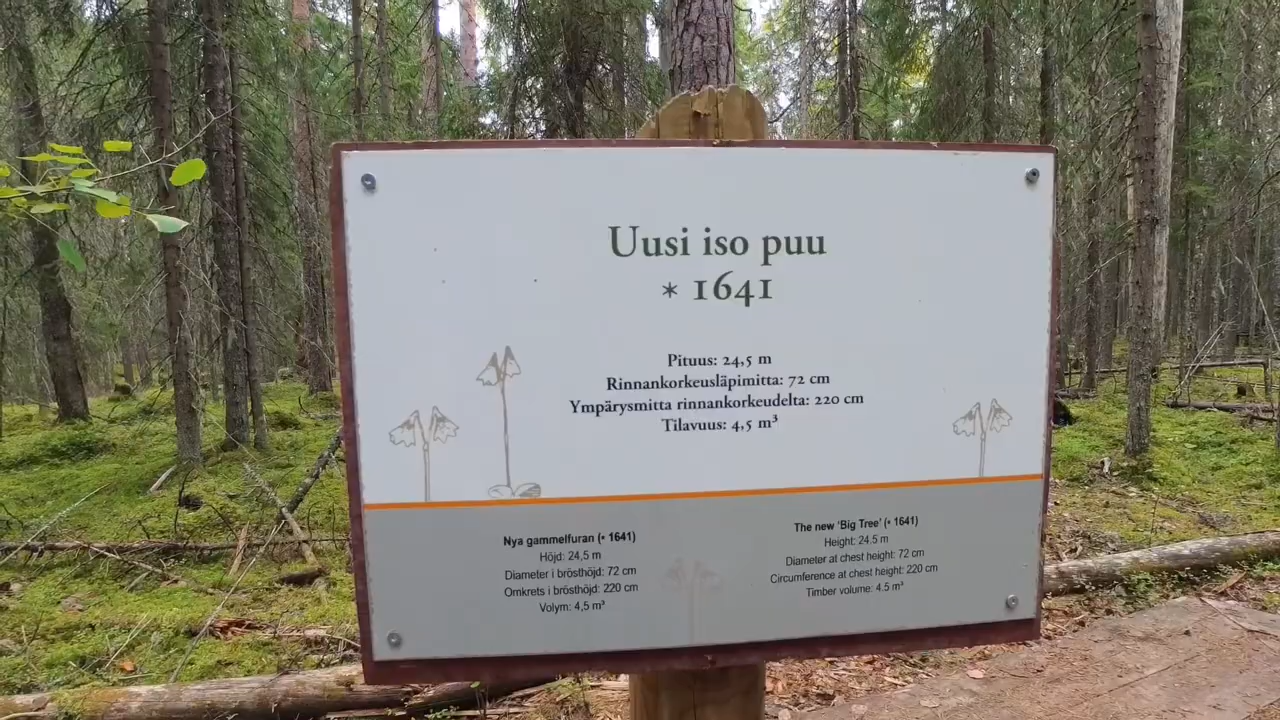 Uusi iso puu
* 1641
Pituus: 24,5 m
Rinnankorkeusläpimitta: 72 cm
Ympärysmitta rinnankorkeudelta: 220 cm
Tilavuus: 4,5 m³
Nya gammelfuran (* 1641)
Höjd: 24,5 m
Diameter i brösthöjd: 72 cm
Omkrets i brösthöjd: 220 cm
Volym: 4,5 m³
The new ‘Big Tree’ (* 1641)
Height: 24.5 m
Diameter at chest height: 72 cm
Circumference at chest height: 220 cm
Timber volume: 4.5 m³